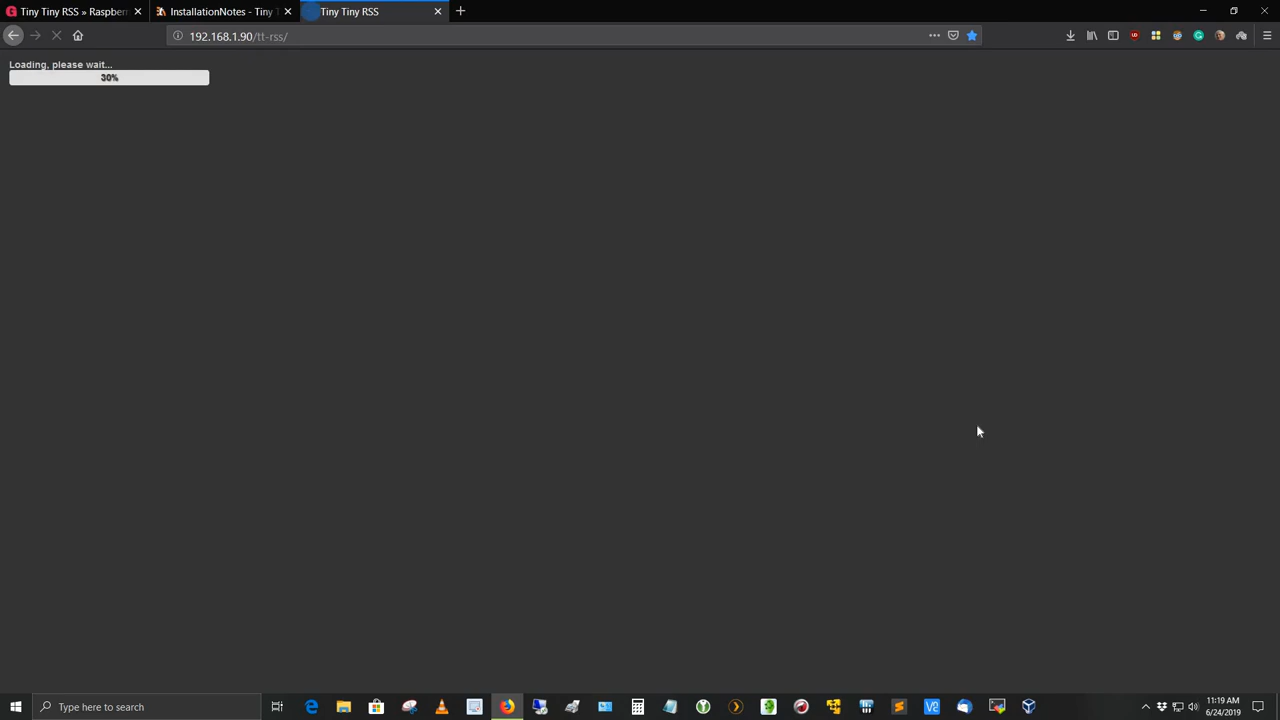 Tiny Tiny RSS » Raspberr
InstallationNotes - Tiny T
Tiny Tiny RSS
192.168.1.90/tt-rss/
Loading, please wait...
30%
Type here to search
11:19 AM
6/24/2019